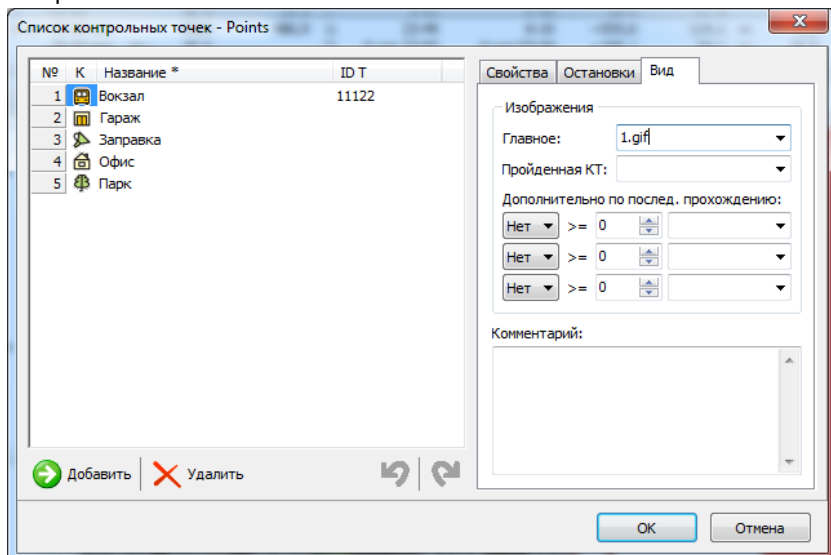 Список контрольных точек - Points
№ К Название * ID T
1 Вокзал 11122
2 Гараж
3 Заправка
4 Офис
5 Парк
Добавить Удалить
Свойства Остановки Вид
Изображения
Главное: 1.gif
Пройденная КТ:
Дополнительно по послед. прохождению:
Нет >= 0
Нет >= 0
Нет >= 0
Комментарий:
OK Отмена